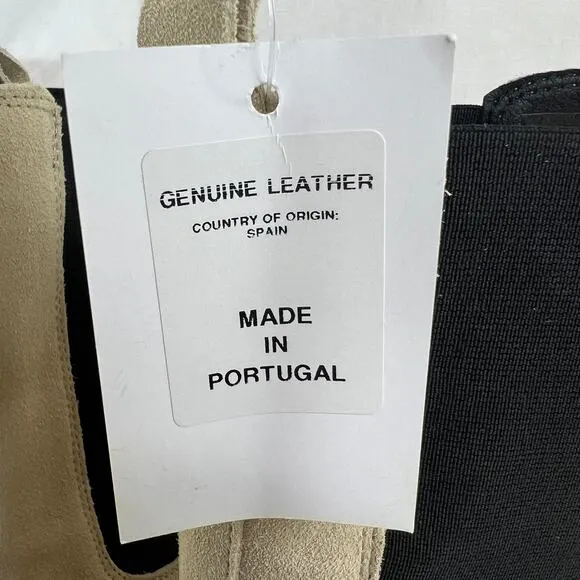 GENUINE LEATHER
COUNTRY OF ORIGIN:
SPAIN
MADE
IN
PORTUGAL